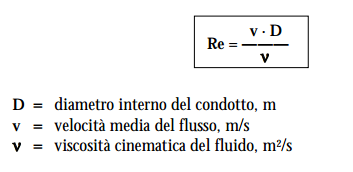 Re = v · D / ν
D = diametro interno del condotto, m
v = velocità media del flusso, m/s
ν = viscosità cinematica del fluido, m²/s